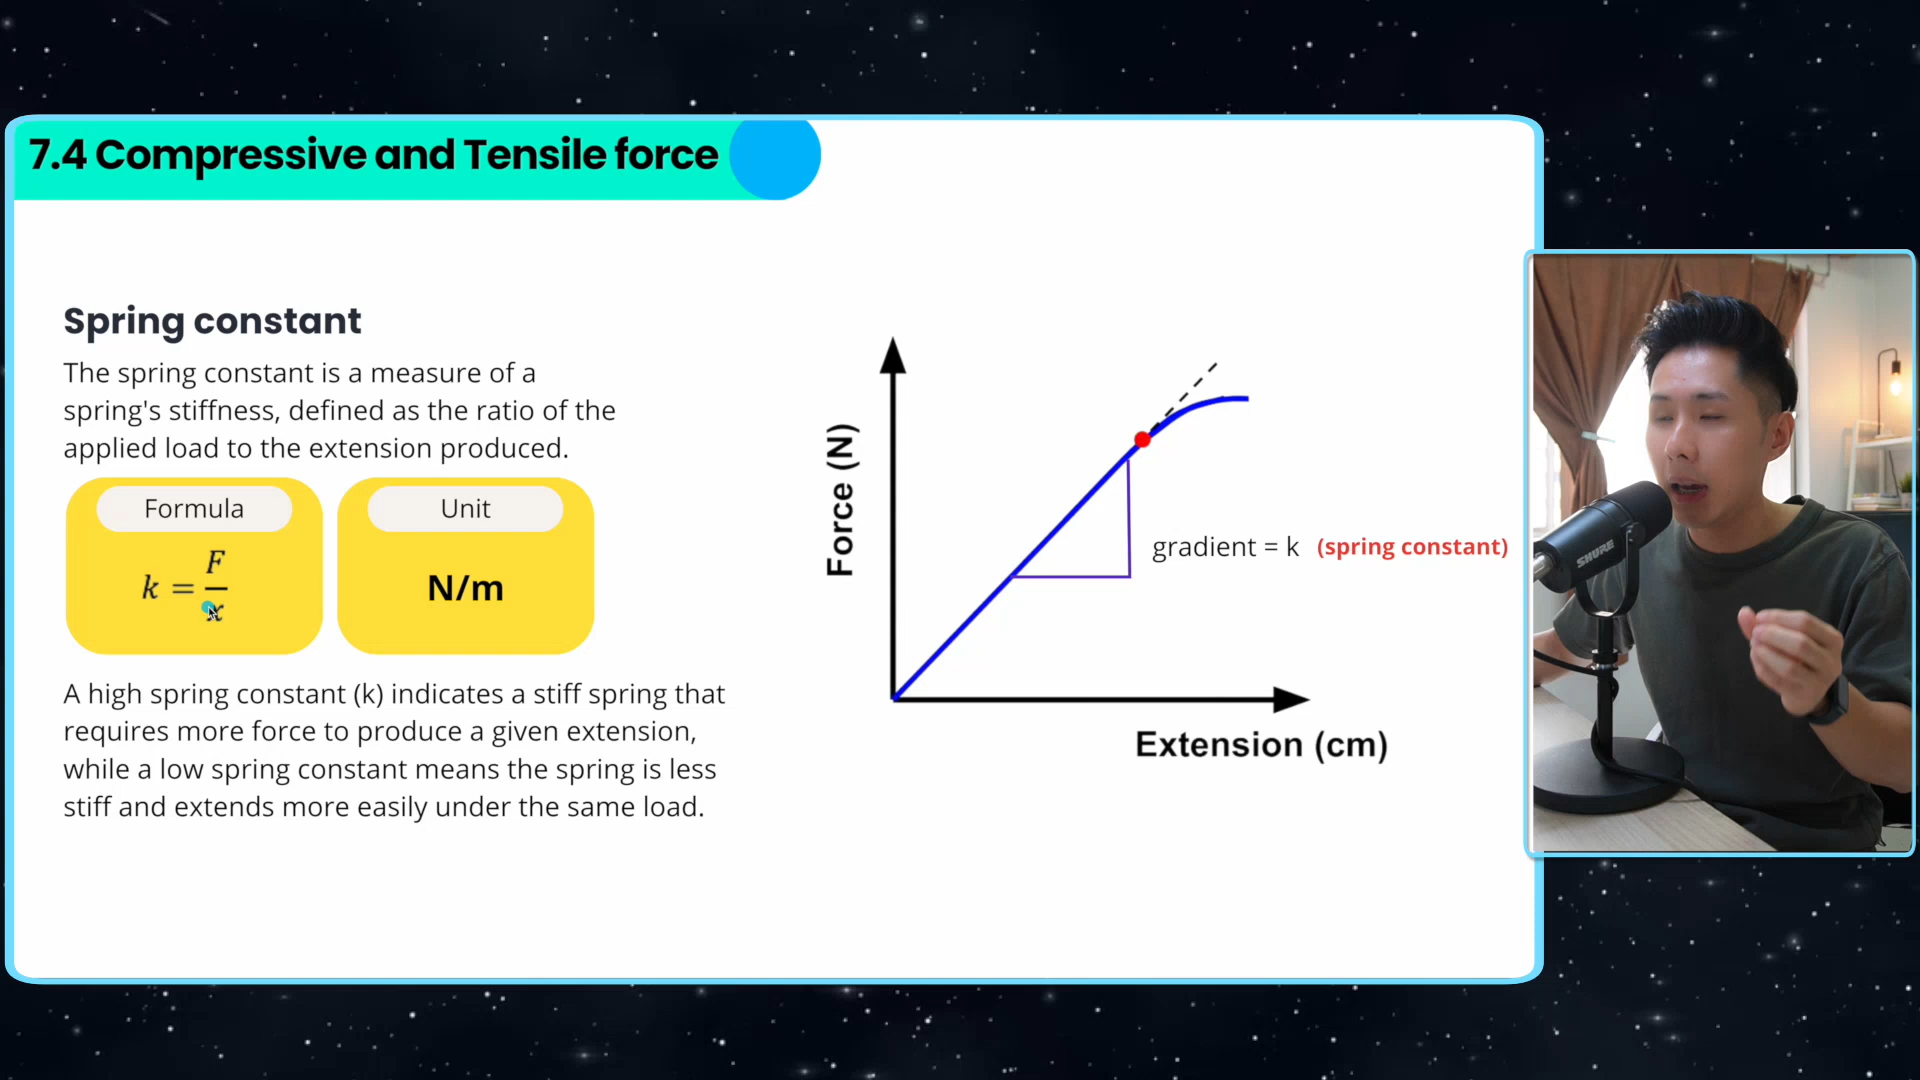 7.4 Compressive and Tensile force
Spring constant
The spring constant is a measure of a
spring's stiffness, defined as the ratio of the
applied load to the extension produced.
Formula
k = F/x
Unit
N/m
A high spring constant (k) indicates a stiff spring that
requires more force to produce a given extension,
while a low spring constant means the spring is less
stiff and extends more easily under the same load.
Force (N)
gradient = k (spring constant)
Extension (cm)
SHURE